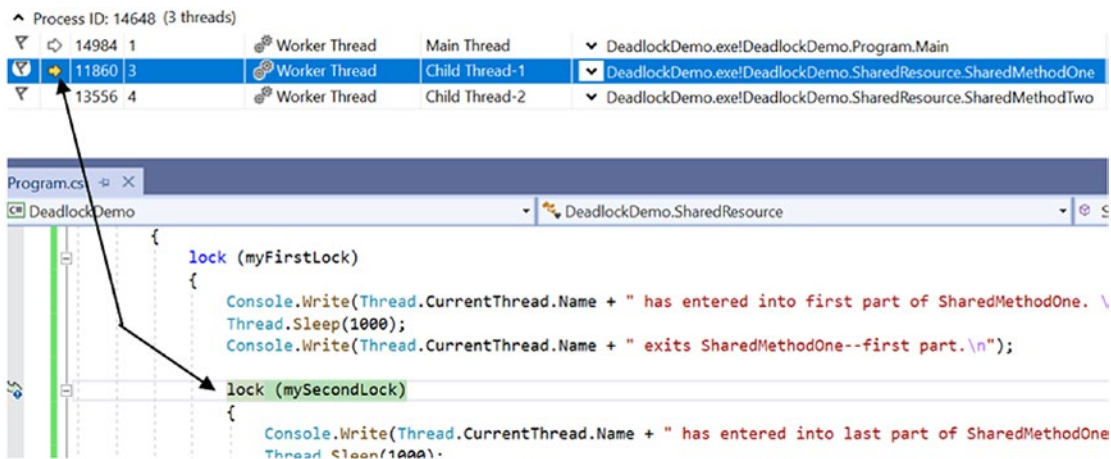 Process ID: 14648 (3 threads)
14984 1 Worker Thread Main Thread DeadlockDemo.exe!DeadlockDemo.Program.Main
11860 3 Worker Thread Child Thread-1 DeadlockDemo.exe!DeadlockDemo.SharedResource.SharedMethodOne
13556 4 Worker Thread Child Thread-2 DeadlockDemo.exe!DeadlockDemo.SharedResource.SharedMethodTwo
Program.cs
C# DeadlockDemo DeadlockDemo.SharedResource S
{
lock (myFirstLock)
{
Console.Write(Thread.CurrentThread.Name + " has entered into first part of SharedMethodOne. \
Thread.Sleep(1000);
Console.Write(Thread.CurrentThread.Name + " exits SharedMethodOne--first part.\n");
lock (mySecondLock)
{
Console.Write(Thread.CurrentThread.Name + " has entered into last part of SharedMethodOne
Thread.Sleep(1000);